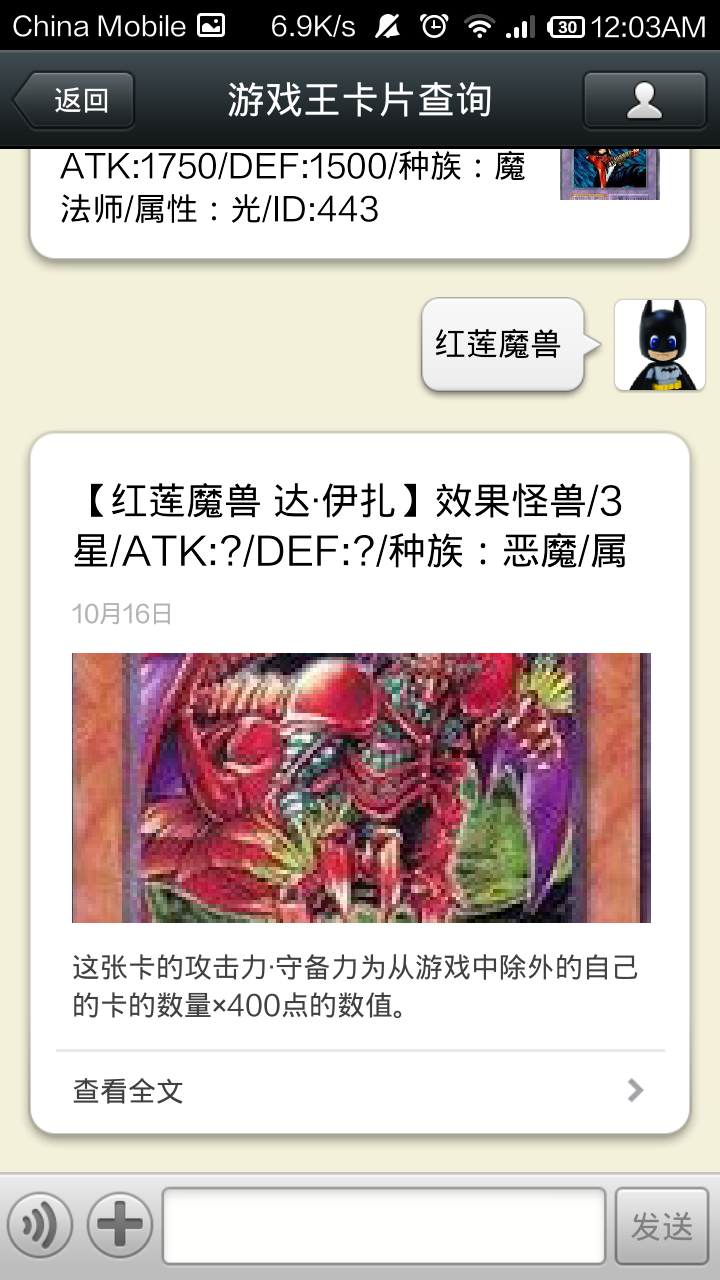 China Mobile 6.9K/s 30 12:03AM
返回 游戏王卡片查询
ATK:1750/DEF:1500/种族：魔
法师/属性：光/ID:443
红莲魔兽
【红莲魔兽 达·伊扎】效果怪兽/3
星/ATK:?/DEF:?/种族：恶魔/属
10月16日
这张卡的攻击力·守备力为从游戏中除外的自己
的卡的数量×400点的数值。
查看全文
发送